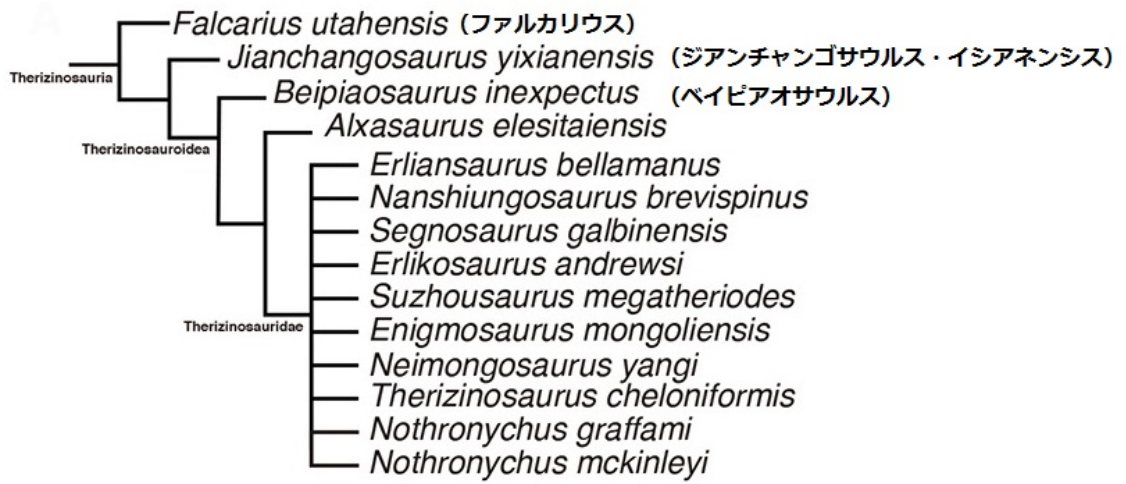 Falcarius utahensis (ファルカリウス)
Jianchangosaurus yixianensis (ジアンチャンゴサウルス・イシアネンシス)
Therizinosauria
Beipiaosaurus inexpectus (ベイピアオサウルス)
Alxasaurus elesitaiensis
Therizinosauroidea
Erliansaurus bellamanus
Nanshiungosaurus brevispinus
Segnosaurus galbinensis
Erlikosaurus andrewsi
Suzhousaurus megatheriodes
Therizinosauridae
Enigmosaurus mongoliensis
Neimongosaurus yangi
Therizinosaurus cheloniformis
Nothronychus graffami
Nothronychus mckinleyi